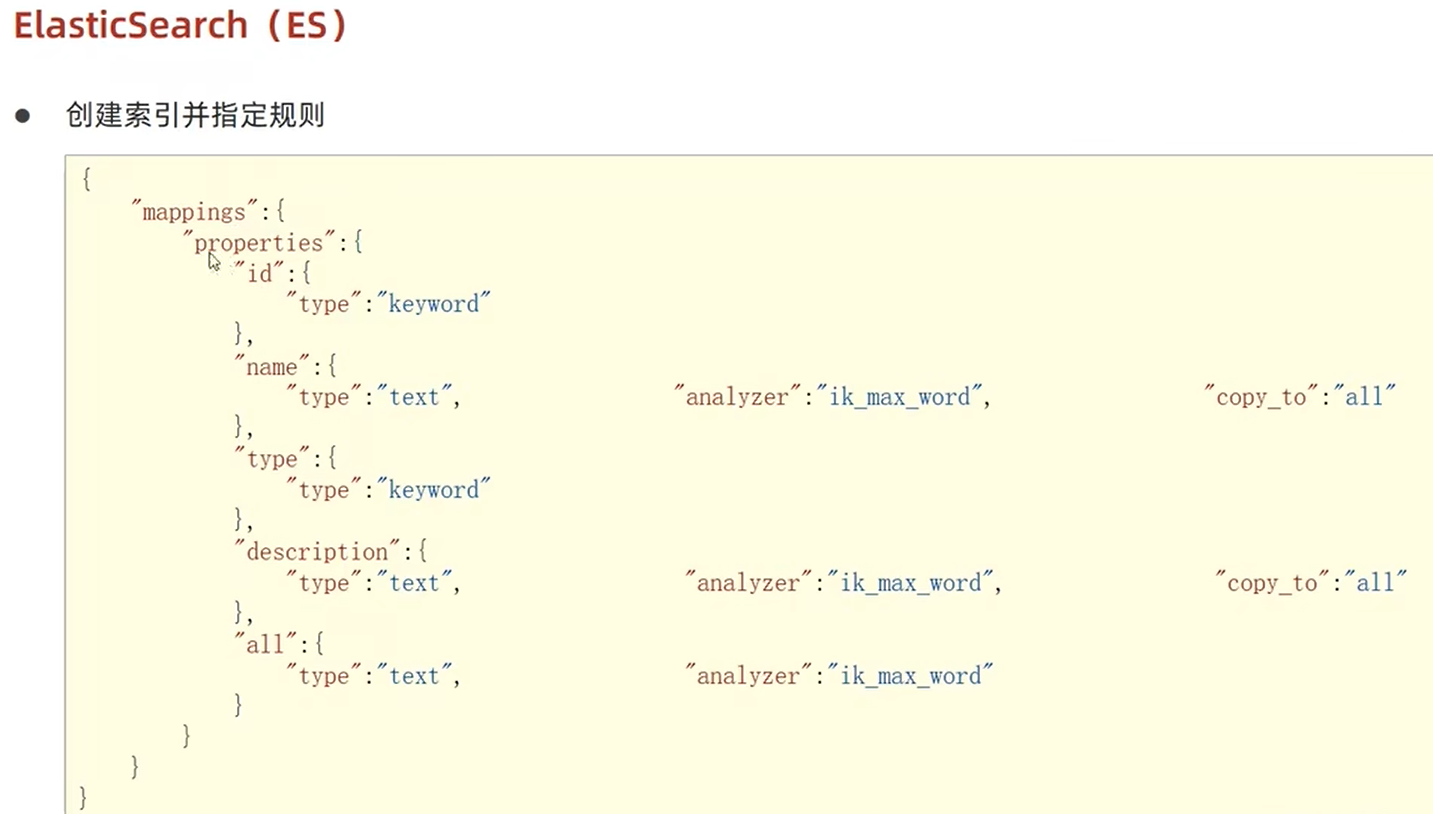 ElasticSearch（ES）
● 创建索引并指定规则
{
"mappings":{
"properties":{
"id":{
"type":"keyword"
},
"name":{
"type":"text", "analyzer":"ik_max_word", "copy_to":"all"
},
"type":{
"type":"keyword"
},
"description":{
"type":"text", "analyzer":"ik_max_word", "copy_to":"all"
},
"all":{
"type":"text", "analyzer":"ik_max_word"
}
}
}
}